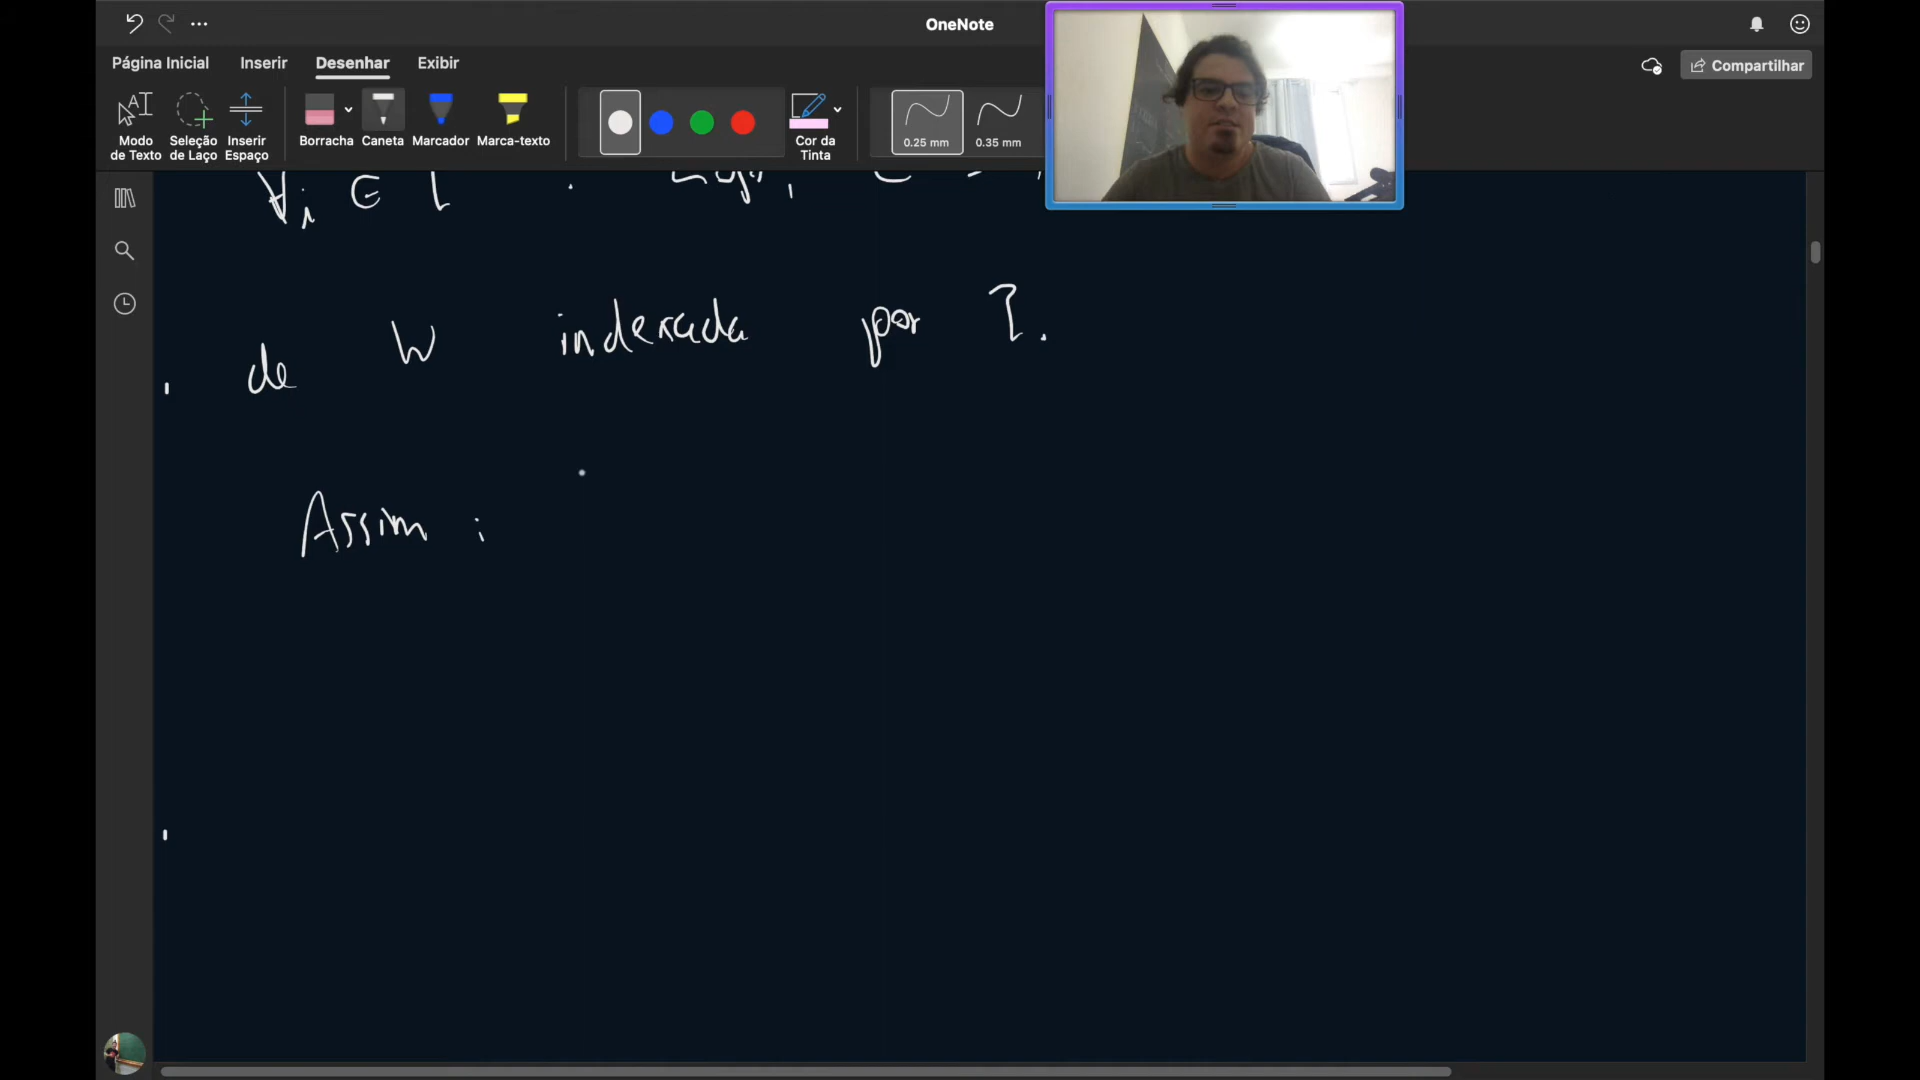 OneNote
Página Inicial Inserir Desenhar Exibir
Compartilhar
Modo de Texto
Seleção de Laço
Inserir Espaço
Borracha
Caneta
Marcador
Marca-texto
Cor da Tinta
0.25 mm
0.35 mm
∀i ∈ I
de W indexada por I.
Assim :